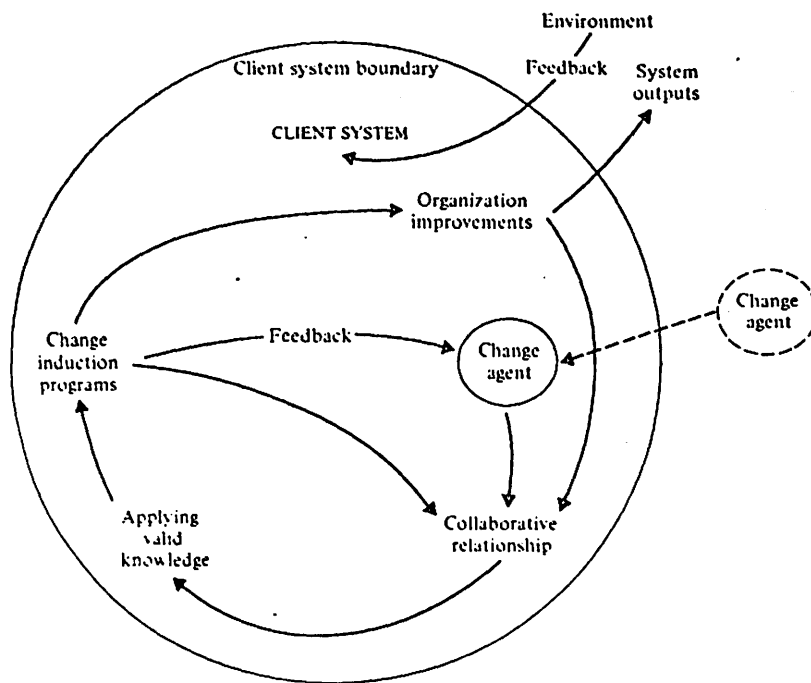 Environment
Client system boundary
Feedback
System
outputs
CLIENT SYSTEM
Organization
improvements
Change
agent
Change
induction
programs
Feedback
Change
agent
Applying
valid
knowledge
Collaborative
relationship